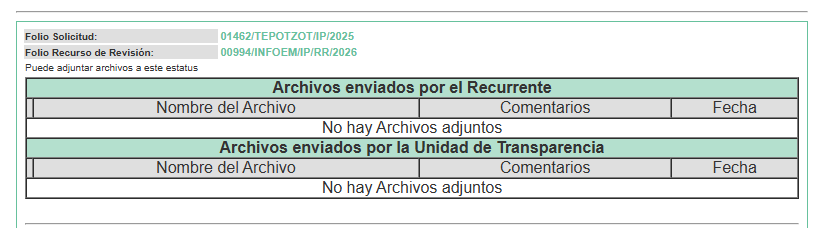 Folio Solicitud: 01462/TEPOTZOT/IP/2025
Folio Recurso de Revisión: 00994/INFOEM/IP/RR/2026
Puede adjuntar archivos a este estatus
Archivos enviados por el Recurrente
Nombre del Archivo Comentarios Fecha
No hay Archivos adjuntos
Archivos enviados por la Unidad de Transparencia
Nombre del Archivo Comentarios Fecha
No hay Archivos adjuntos